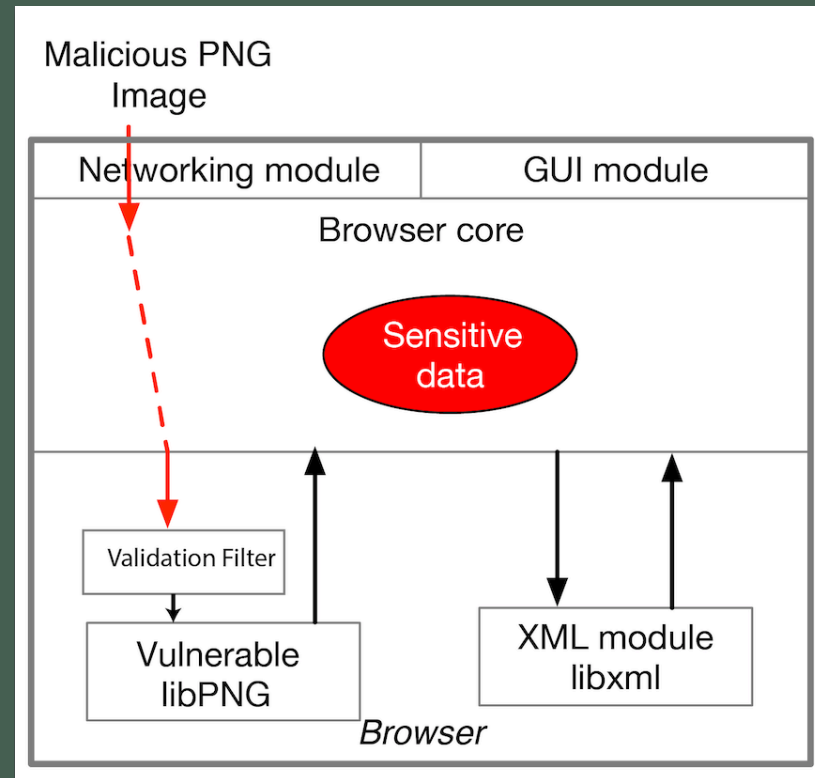 Malicious PNG
Image
Networking module
GUI module
Browser core
Sensitive
data
Validation Filter
Vulnerable
libPNG
XML module
libxml
Browser